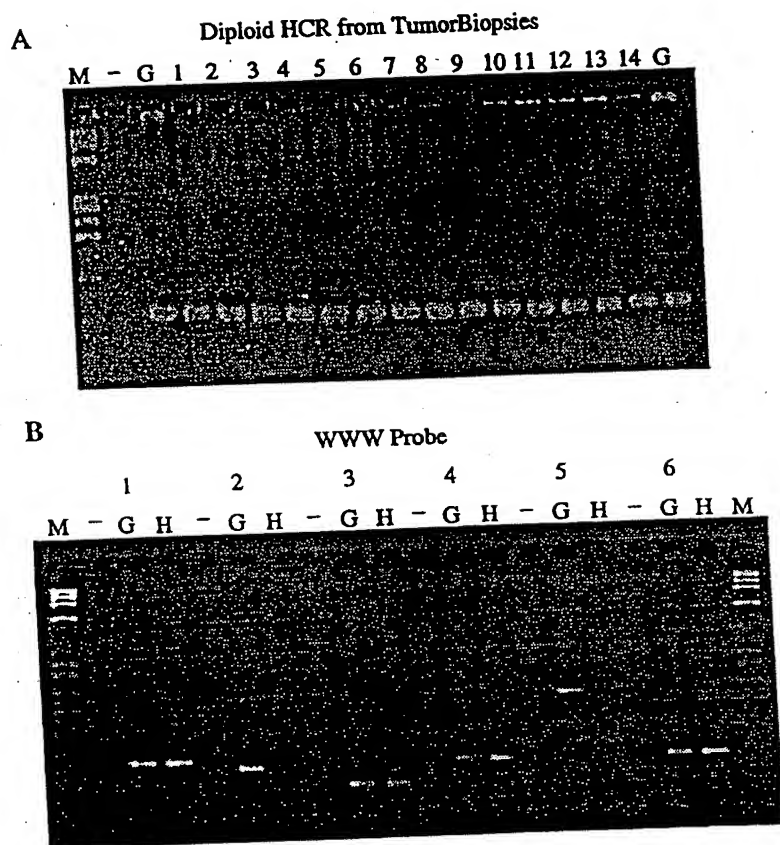 A
Diploid HCR from TumorBiopsies
M - G 1 2 3 4 5 6 7 8 9 10 11 12 13 14 G
B
WWW Probe
1 2 3 4 5 6
M - G H - G H - G H - G H - G H - G H M